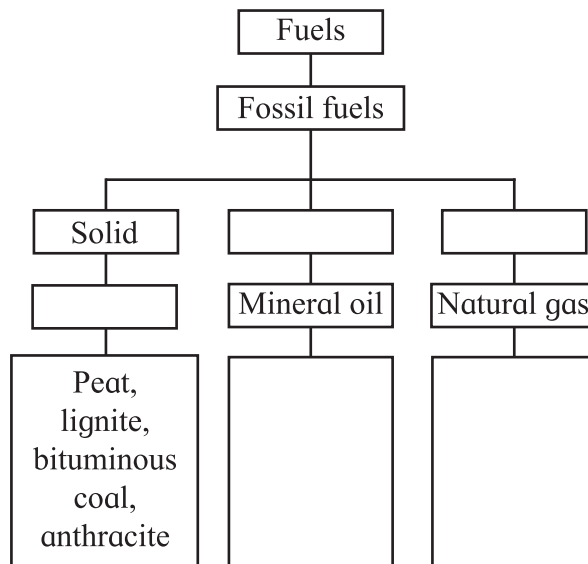 Fuels
Fossil fuels
Solid
Mineral oil
Natural gas
Peat,
lignite,
bituminous
coal,
anthracite